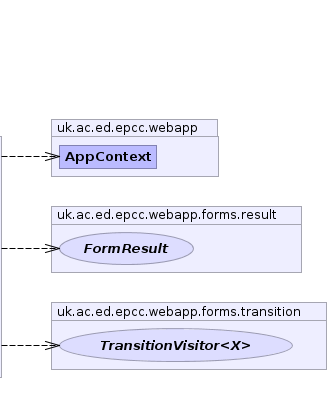 uk.ac.ed.epcc.webapp
AppContext
uk.ac.ed.epcc.webapp.forms.result
FormResult
uk.ac.ed.epcc.webapp.forms.transition
TransitionVisitor<X>